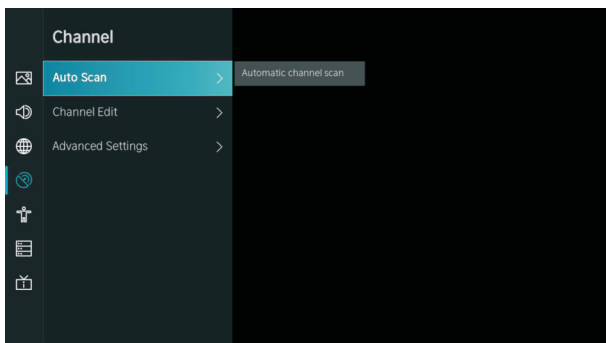 Channel
Auto Scan
Automatic channel scan
Channel Edit
Advanced Settings